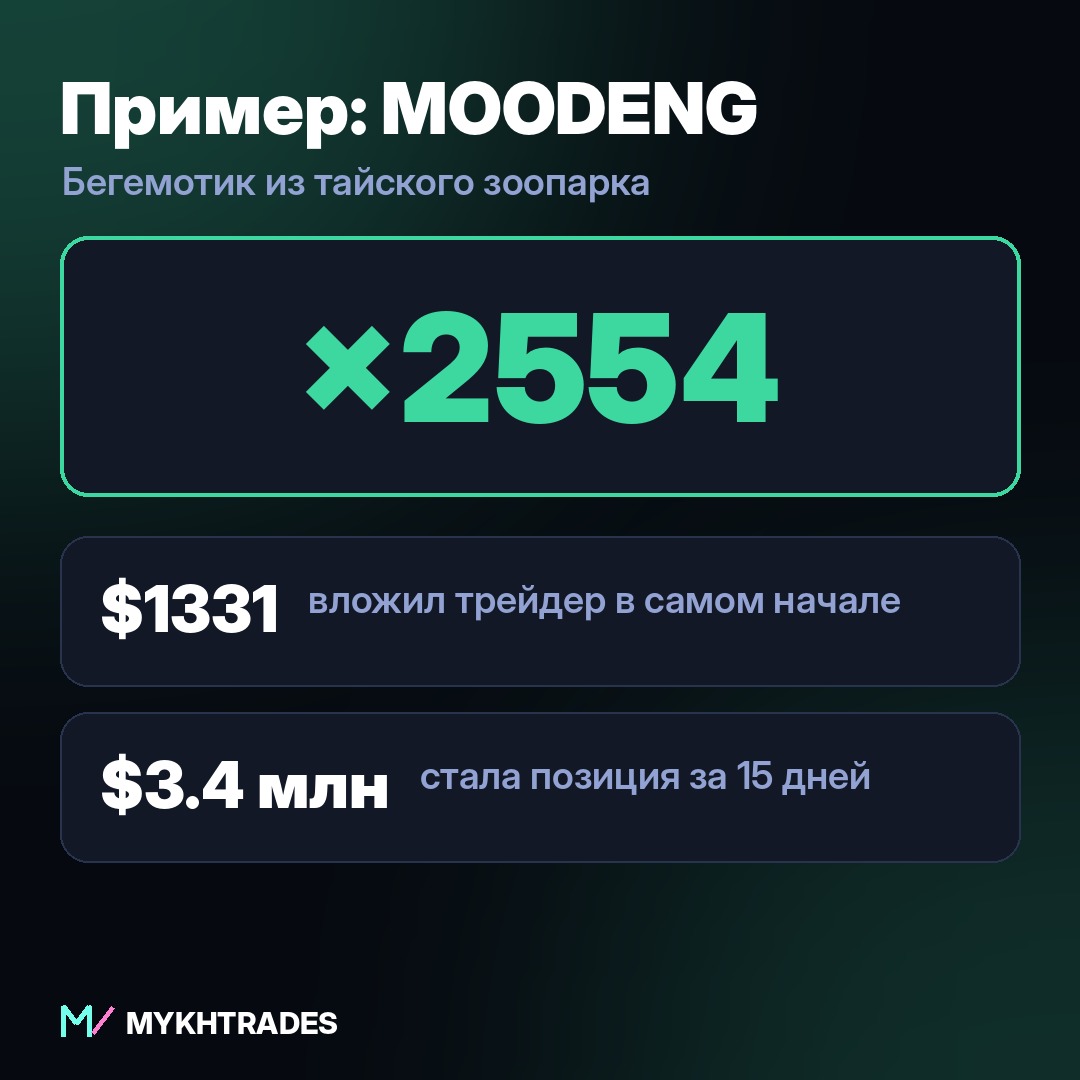 Пример: MOODENG
Бегемотик из тайского зоопарка
×2554
$1331 вложил трейдер в самом начале
$3.4 млн стала позиция за 15 дней
MYKHTRADES